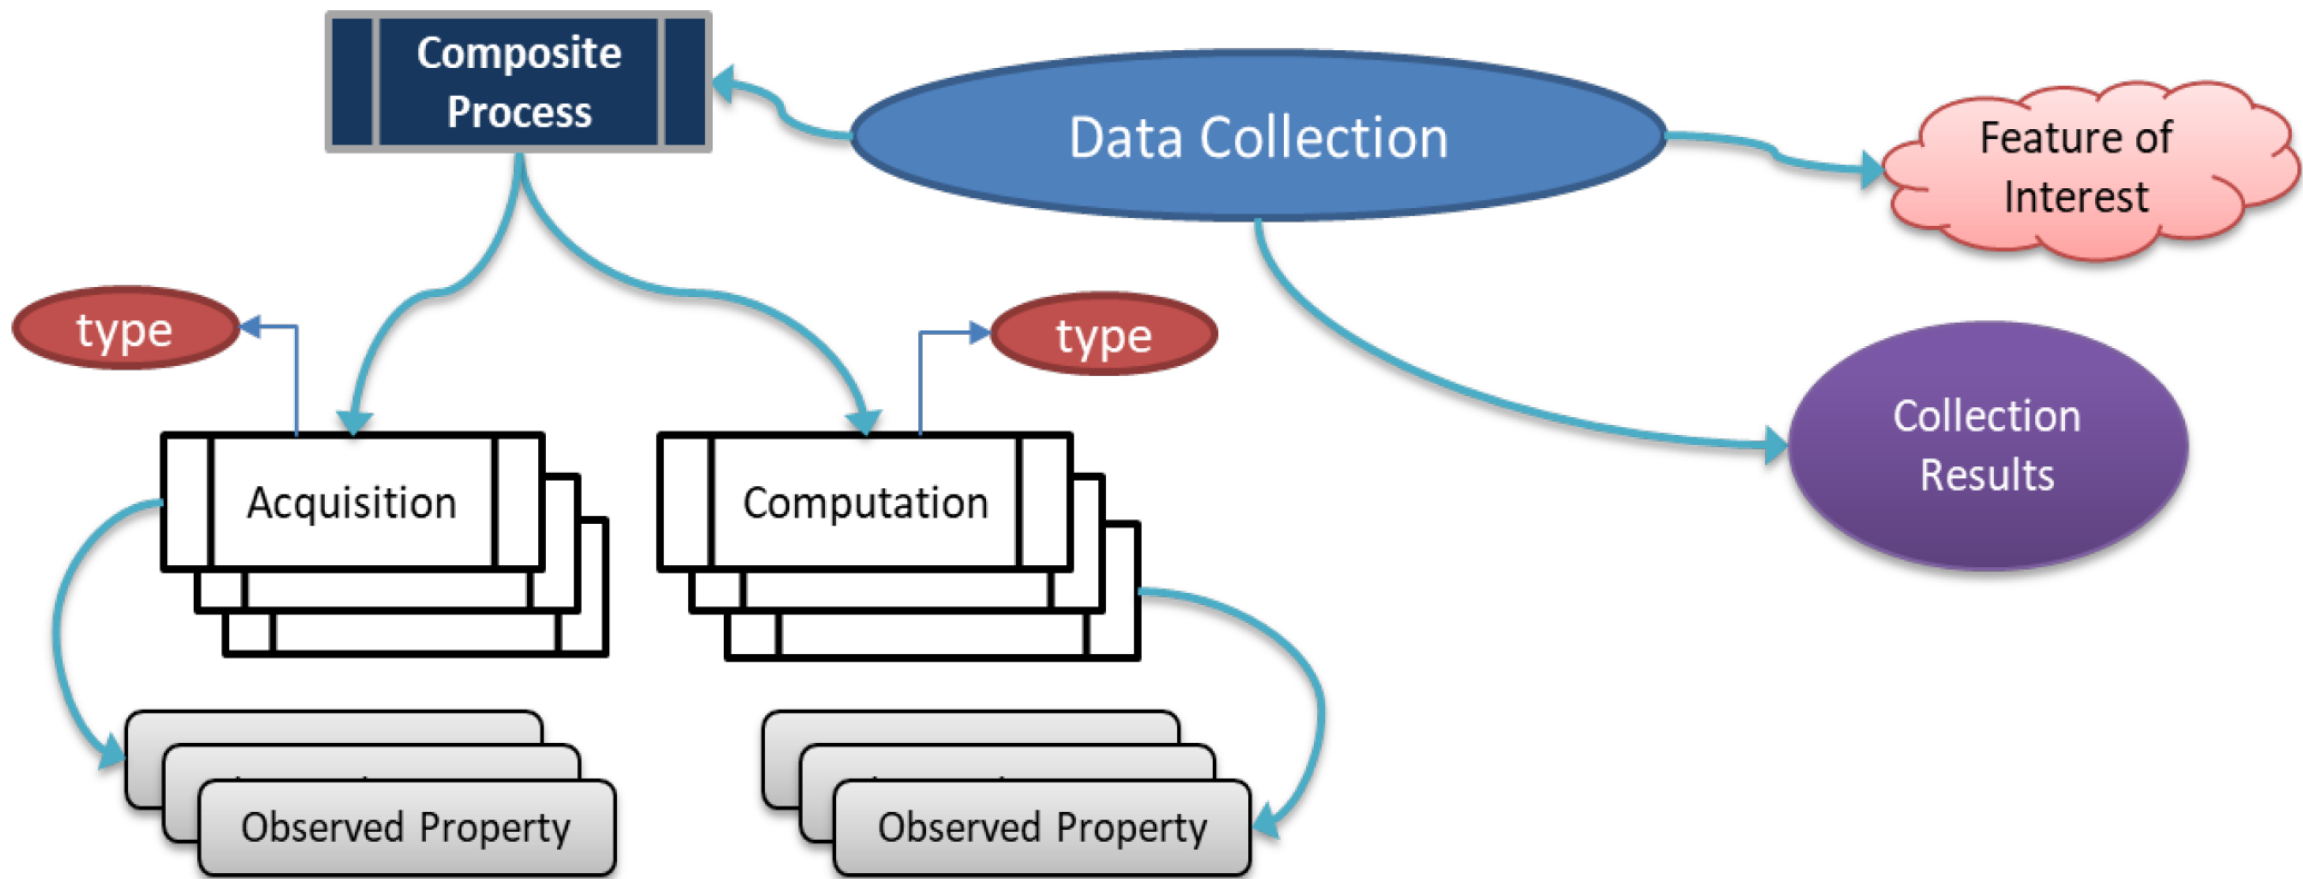 Composite
Process
Data Collection
Feature of
Interest
type
type
Collection
Results
Acquisition
Computation
Observed Property
Observed Property